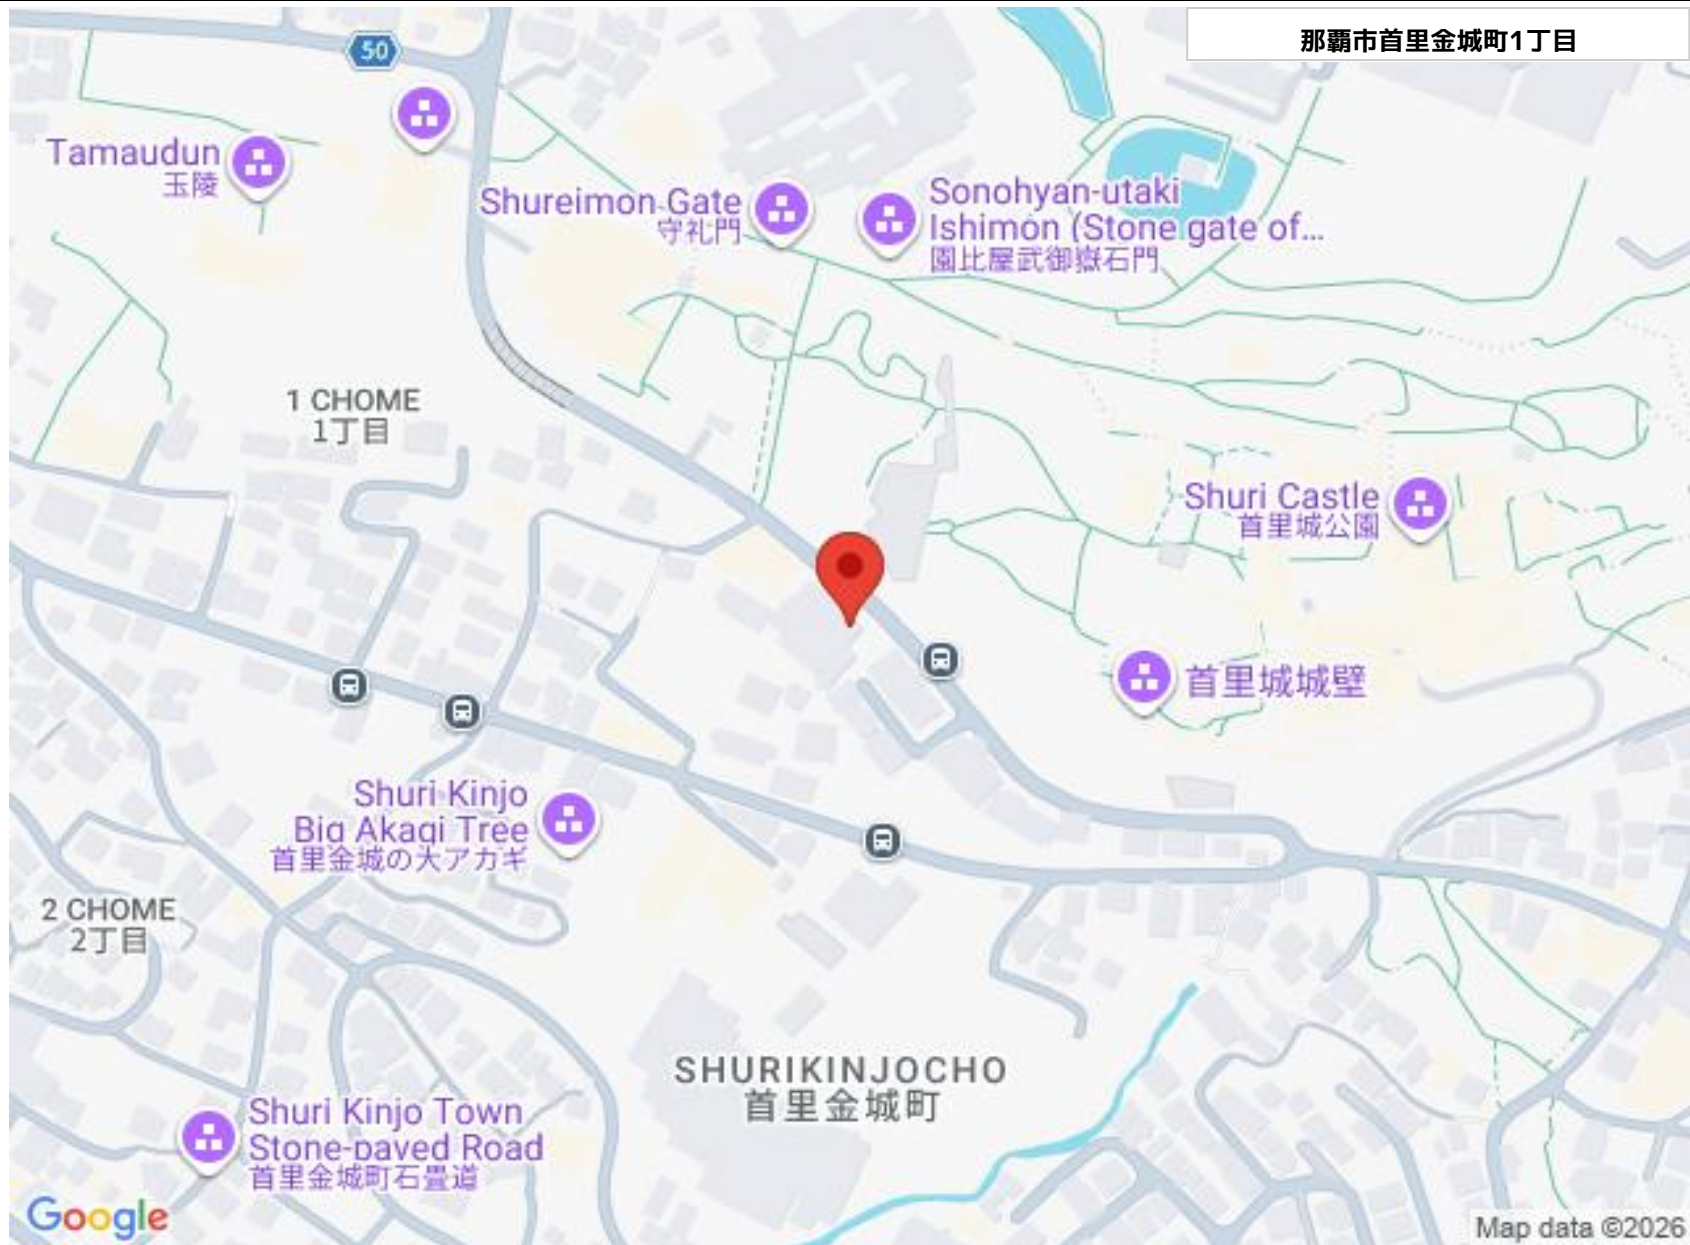 那覇市首里金城町1丁目
50
Tamaudun
玉陵
Shureimon Gate
守礼門
Sonohyan-utaki
Ishimon (Stone gate of...
園比屋武御嶽石門
1 CHOME
1丁目
Shuri Castle
首里城公園
首里城城壁
Shuri Kinjo
Big Akagi Tree
首里金城の大アカギ
2 CHOME
2丁目
SHURIKINJOCHO
首里金城町
Shuri Kinjo Town
Stone-paved Road
首里金城町石畳道
Google
Map data ©2026